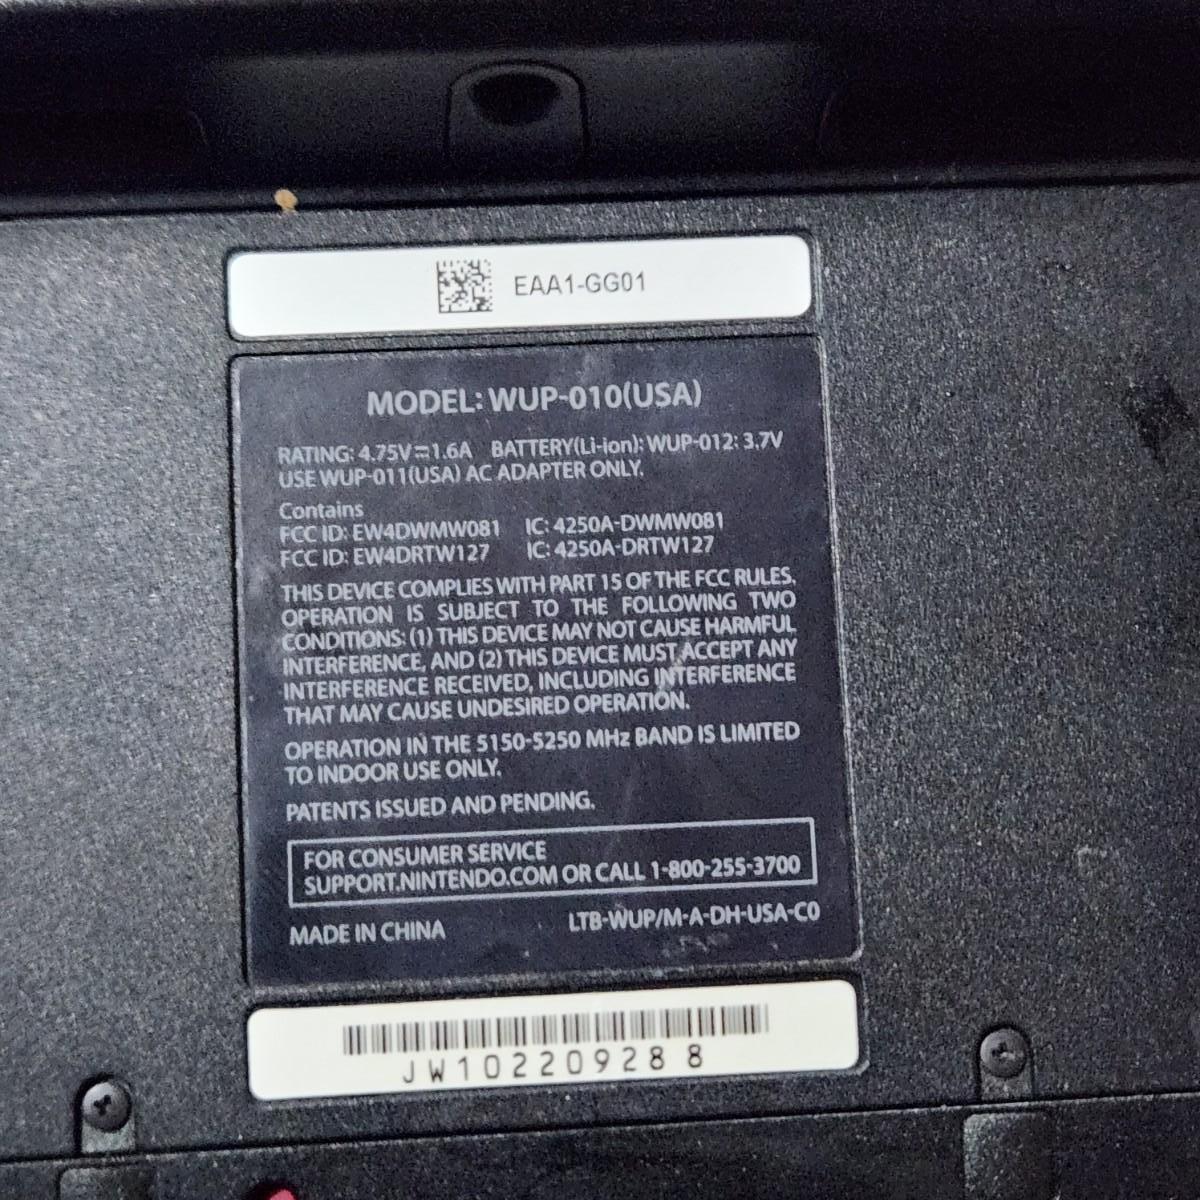 EAA1-GG01
MODEL: WUP-010(USA)
RATING: 4.75V⎓1.6A BATTERY(Li-ion): WUP-012: 3.7V
USE WUP-011(USA) AC ADAPTER ONLY.
Contains
FCC ID: EW4DWMW081 IC: 4250A-DWMW081
FCC ID: EW4DRTW127 IC: 4250A-DRTW127
THIS DEVICE COMPLIES WITH PART 15 OF THE FCC RULES.
OPERATION IS SUBJECT TO THE FOLLOWING TWO
CONDITIONS: (1) THIS DEVICE MAY NOT CAUSE HARMFUL
INTERFERENCE, AND (2) THIS DEVICE MUST ACCEPT ANY
INTERFERENCE RECEIVED, INCLUDING INTERFERENCE
THAT MAY CAUSE UNDESIRED OPERATION.
OPERATION IN THE 5150-5250 MHz BAND IS LIMITED
TO INDOOR USE ONLY.
PATENTS ISSUED AND PENDING.
FOR CONSUMER SERVICE
SUPPORT.NINTENDO.COM OR CALL 1-800-255-3700
MADE IN CHINA LTB-WUP/M-A-DH-USA-C0
JW102209288